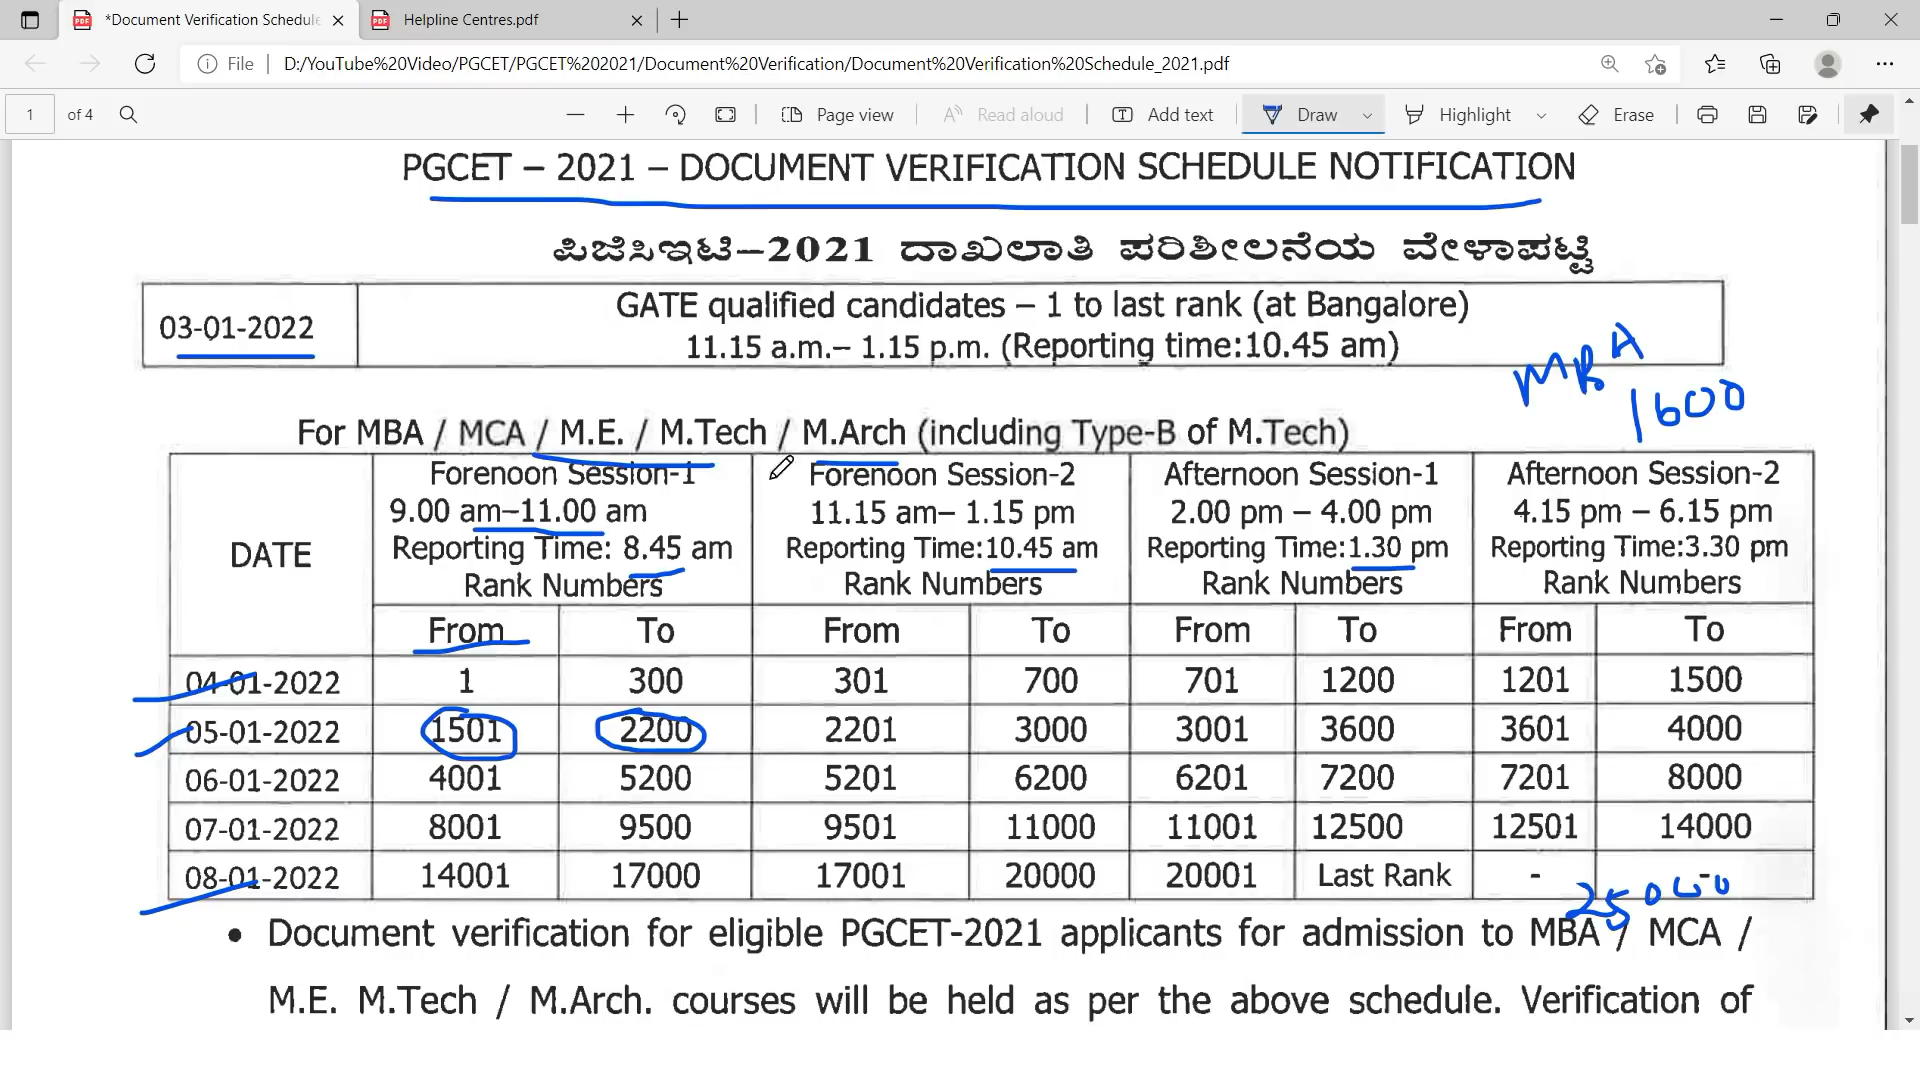 *Document Verification Schedule
Helpline Centres.pdf
File
D:/YouTube%20Video/PGCET/PGCET%202021/Document%20Verification/Document%20Verification%20Schedule_2021.pdf
1 of 4
Page view
Read aloud
Add text
Draw
Highlight
Erase
PGCET – 2021 – DOCUMENT VERIFICATION SCHEDULE NOTIFICATION
ಪಿಜಿಸಿಇಟಿ–2021 ದಾಖಲಾತಿ ಪರಿಶೀಲನೆಯ ವೇಳಾಪಟ್ಟಿ
03-01-2022
GATE qualified candidates – 1 to last rank (at Bangalore)
11.15 a.m.– 1.15 p.m. (Reporting time:10.45 am)
MBA
1600
For MBA / MCA / M.E. / M.Tech / M.Arch (including Type-B of M.Tech)
DATE
Forenoon Session-1
9.00 am–11.00 am
Reporting Time: 8.45 am
Rank Numbers
Forenoon Session-2
11.15 am– 1.15 pm
Reporting Time:10.45 am
Rank Numbers
Afternoon Session-1
2.00 pm – 4.00 pm
Reporting Time:1.30 pm
Rank Numbers
Afternoon Session-2
4.15 pm – 6.15 pm
Reporting Time:3.30 pm
Rank Numbers
From To From To From To From To
04-01-2022 1 300 301 700 701 1200 1201 1500
05-01-2022 1501 2200 2201 3000 3001 3600 3601 4000
06-01-2022 4001 5200 5201 6200 6201 7200 7201 8000
07-01-2022 8001 9500 9501 11000 11001 12500 12501 14000
08-01-2022 14001 17000 17001 20000 20001 Last Rank - -
25000
• Document verification for eligible PGCET-2021 applicants for admission to MBA / MCA /
M.E. M.Tech / M.Arch. courses will be held as per the above schedule. Verification of